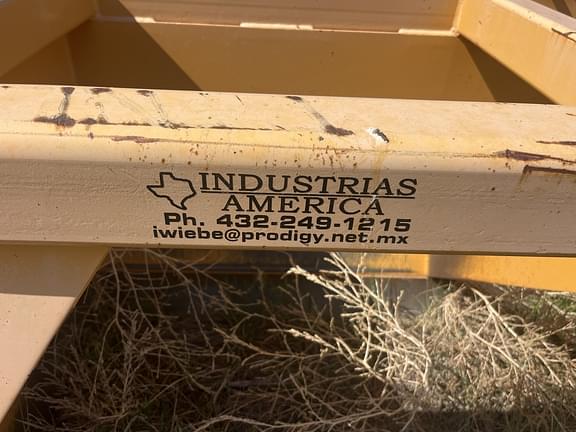 INDUSTRIAS
AMERICA
Ph. 432-249-1215
iwiebe@prodigy.net.mx